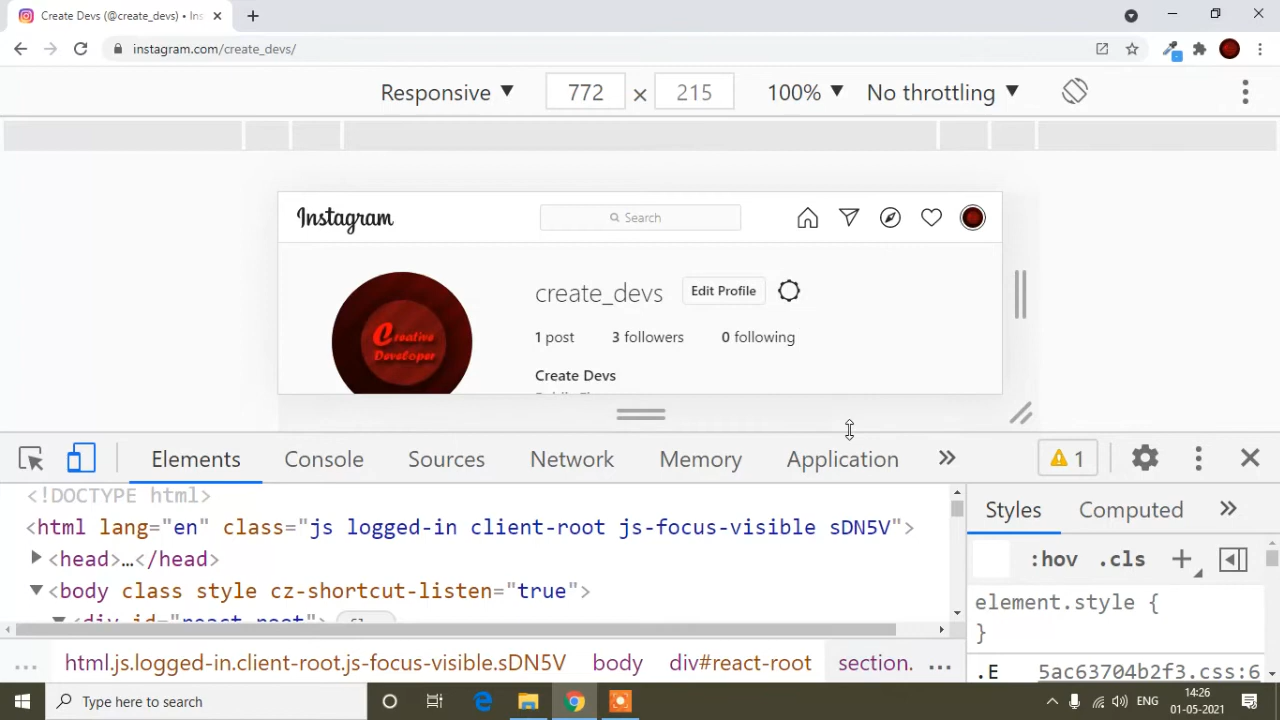 Create Devs (@create_devs) • Ins
instagram.com/create_devs/
Responsive 772 × 215 100% No throttling
Instagram Search
create_devs Edit Profile
1 post 3 followers 0 following
Creative
Developer
Create Devs
Elements Console Sources Network Memory Application » 1
<!DOCTYPE html>
<html lang="en" class="js logged-in client-root js-focus-visible sDN5V">
<head>…</head>
<body class style cz-shortcut-listen="true">
html.js.logged-in.client-root.js-focus-visible.sDN5V body div#react-root section. …
Styles Computed »
:hov .cls +
element.style {
}
.E 5ac63704b2f3.css:6
Type here to search
ENG 14:26
01-05-2021